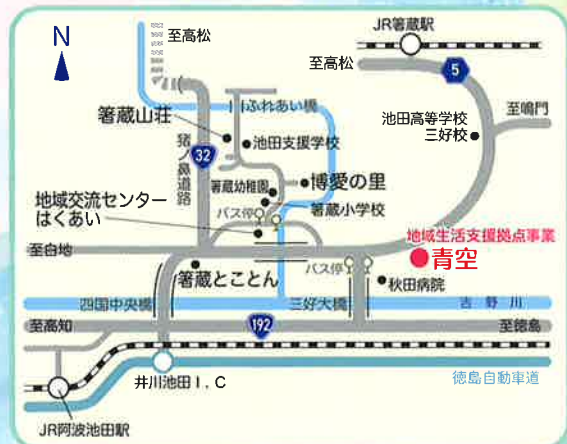 JR箸蔵駅
N
至高松
至高松
5
池田高等学校
三好校
至鳴門
ふれあい橋
箸蔵山荘
池田支援学校
猪ノ鼻道路
32
箸蔵幼稚園
博愛の里
箸蔵小学校
バス停
地域交流センター
はくあい
地域生活支援拠点事業
青空
至白地
バス停
箸蔵とことん
秋田病院
四国中央橋
三好大橋
吉野川
至高知
192
至徳島
井川池田I.C
徳島自動車道
JR阿波池田駅